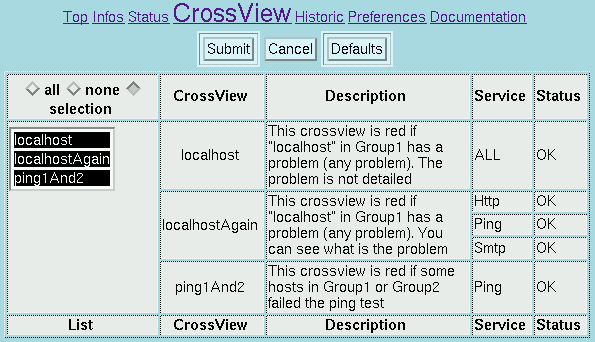 Top Infos Status CrossView Historic Preferences Documentation
Submit Cancel Defaults
all none
selection
CrossView Description Service Status
localhost
localhostAgain
ping1And2
localhost
This crossview is red if
"localhost" in Group1 has a
problem (any problem). The
problem is not detailed
ALL
OK
localhostAgain
This crossview is red if
"localhost" in Group1 has a
problem (any problem). You
can see what is the problem
Http OK
Ping OK
Smtp OK
ping1And2
This crossview is red if some
hosts in Group1 or Group2
failed the ping test
Ping
OK
List CrossView Description Service Status